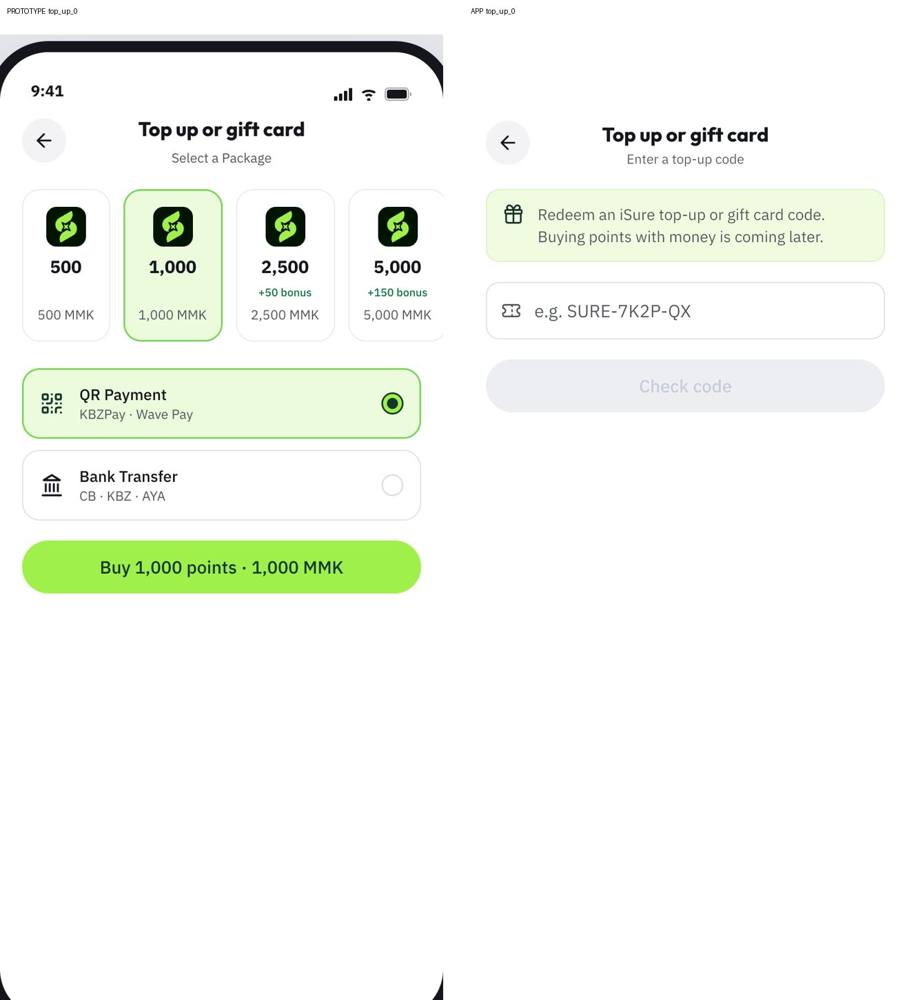 PROTOTYPE top_up_0
9:41
Top up or gift card
Select a Package
500
500 MMK
1,000
1,000 MMK
2,500
+50 bonus
2,500 MMK
5,000
+150 bonus
5,000 MMK
QR Payment
KBZPay · Wave Pay
Bank Transfer
CB · KBZ · AYA
Buy 1,000 points · 1,000 MMK
APP top_up_0
Top up or gift card
Enter a top-up code
Redeem an iSure top-up or gift card code.
Buying points with money is coming later.
e.g. SURE-7K2P-QX
Check code